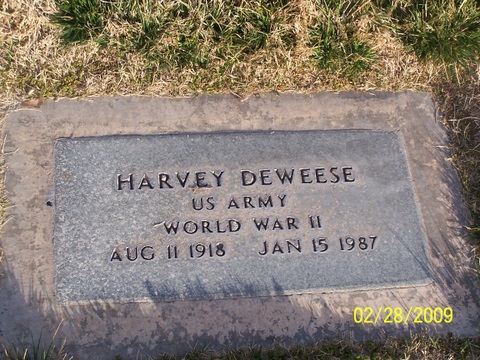 HARVEY DEWEESE
US ARMY
WORLD WAR II
AUG 11 1918 JAN 15 1987
02/28/2009